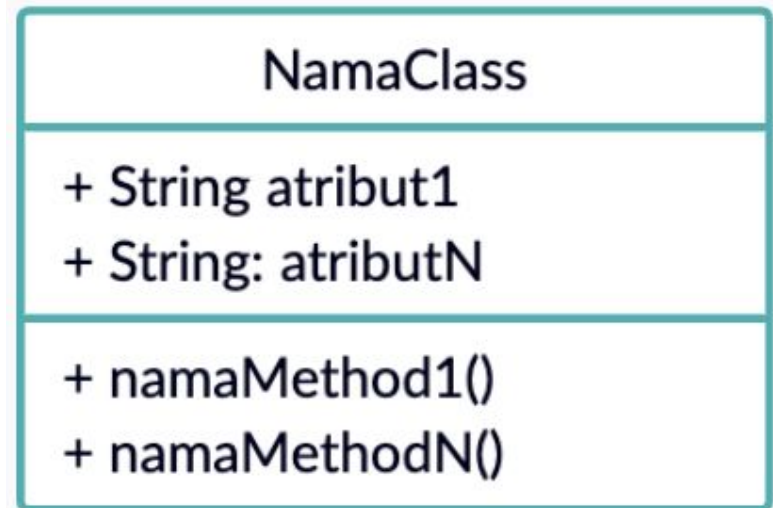 NamaClass
+ String atribut1
+ String: atributN
+ namaMethod1()
+ namaMethodN()